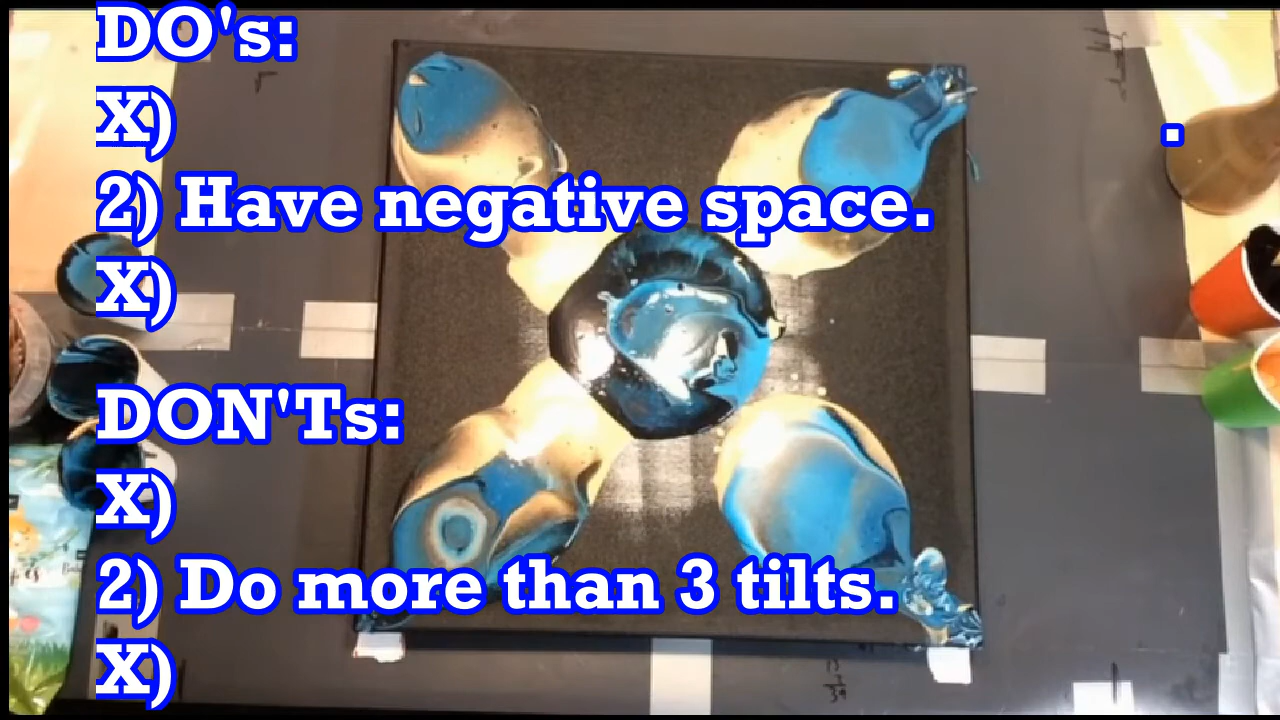 DO's:
X)
.
2) Have negative space.
X)
DON'Ts:
X)
2) Do more than 3 tilts.
X)